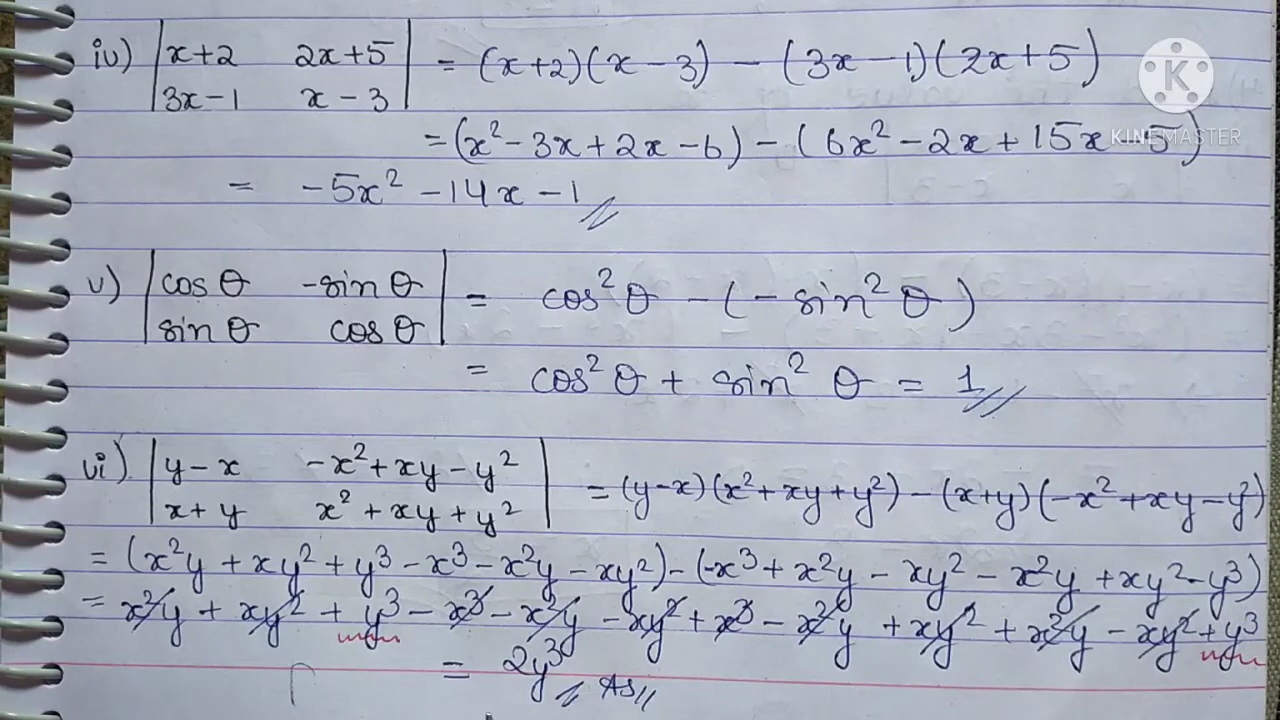 iv) |x+2 2x+5| = (x+2)(x-3) - (3x-1)(2x+5)
|3x-1 x-3|
= (x² - 3x + 2x - 6) - (6x² - 2x + 15x - 5)
= -5x² - 14x - 1 //
v) |cos θ -sin θ| = cos² θ - (- sin² θ)
|sin θ cos θ|
= cos² θ + sin² θ = 1 //
vi) |y-x -x²+xy-y²| = (y-x)(x²+xy+y²) - (x+y)(-x²+xy-y²)
|x+y x²+xy+y²|
= (x²y + xy² + y³ - x³ - x²y - xy²) - (-x³ + x²y - xy² - x²y + xy² - y³)
= x²y + xy² + y³ - x³ - x²y - xy² + x³ - x²y + xy² + x²y - xy² + y³
= 2y³ // As //
K
KINEMASTER